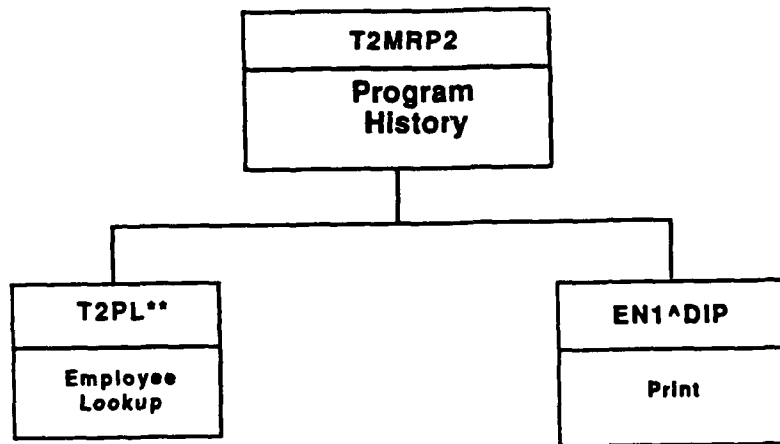 T2MRP2
Program
History
T2PL**
Employee
Lookup
EN1^DIP
Print